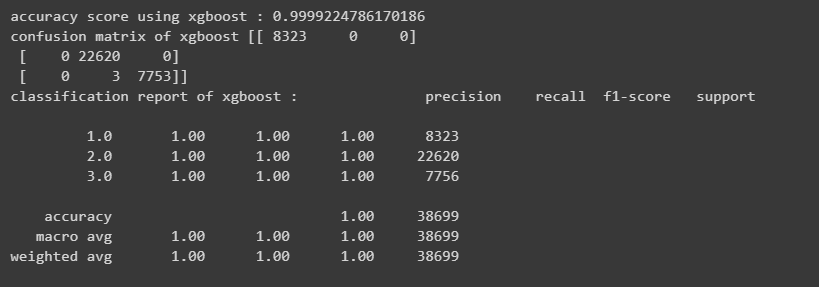 accuracy score using xgboost : 0.9999224786170186
confusion matrix of xgboost [[ 8323     0     0]
 [    0 22620     0]
 [    0     3  7753]]
classification report of xgboost :               precision    recall  f1-score   support

         1.0       1.00      1.00      1.00      8323
         2.0       1.00      1.00      1.00     22620
         3.0       1.00      1.00      1.00      7756

    accuracy                           1.00     38699
   macro avg       1.00      1.00      1.00     38699
weighted avg       1.00      1.00      1.00     38699